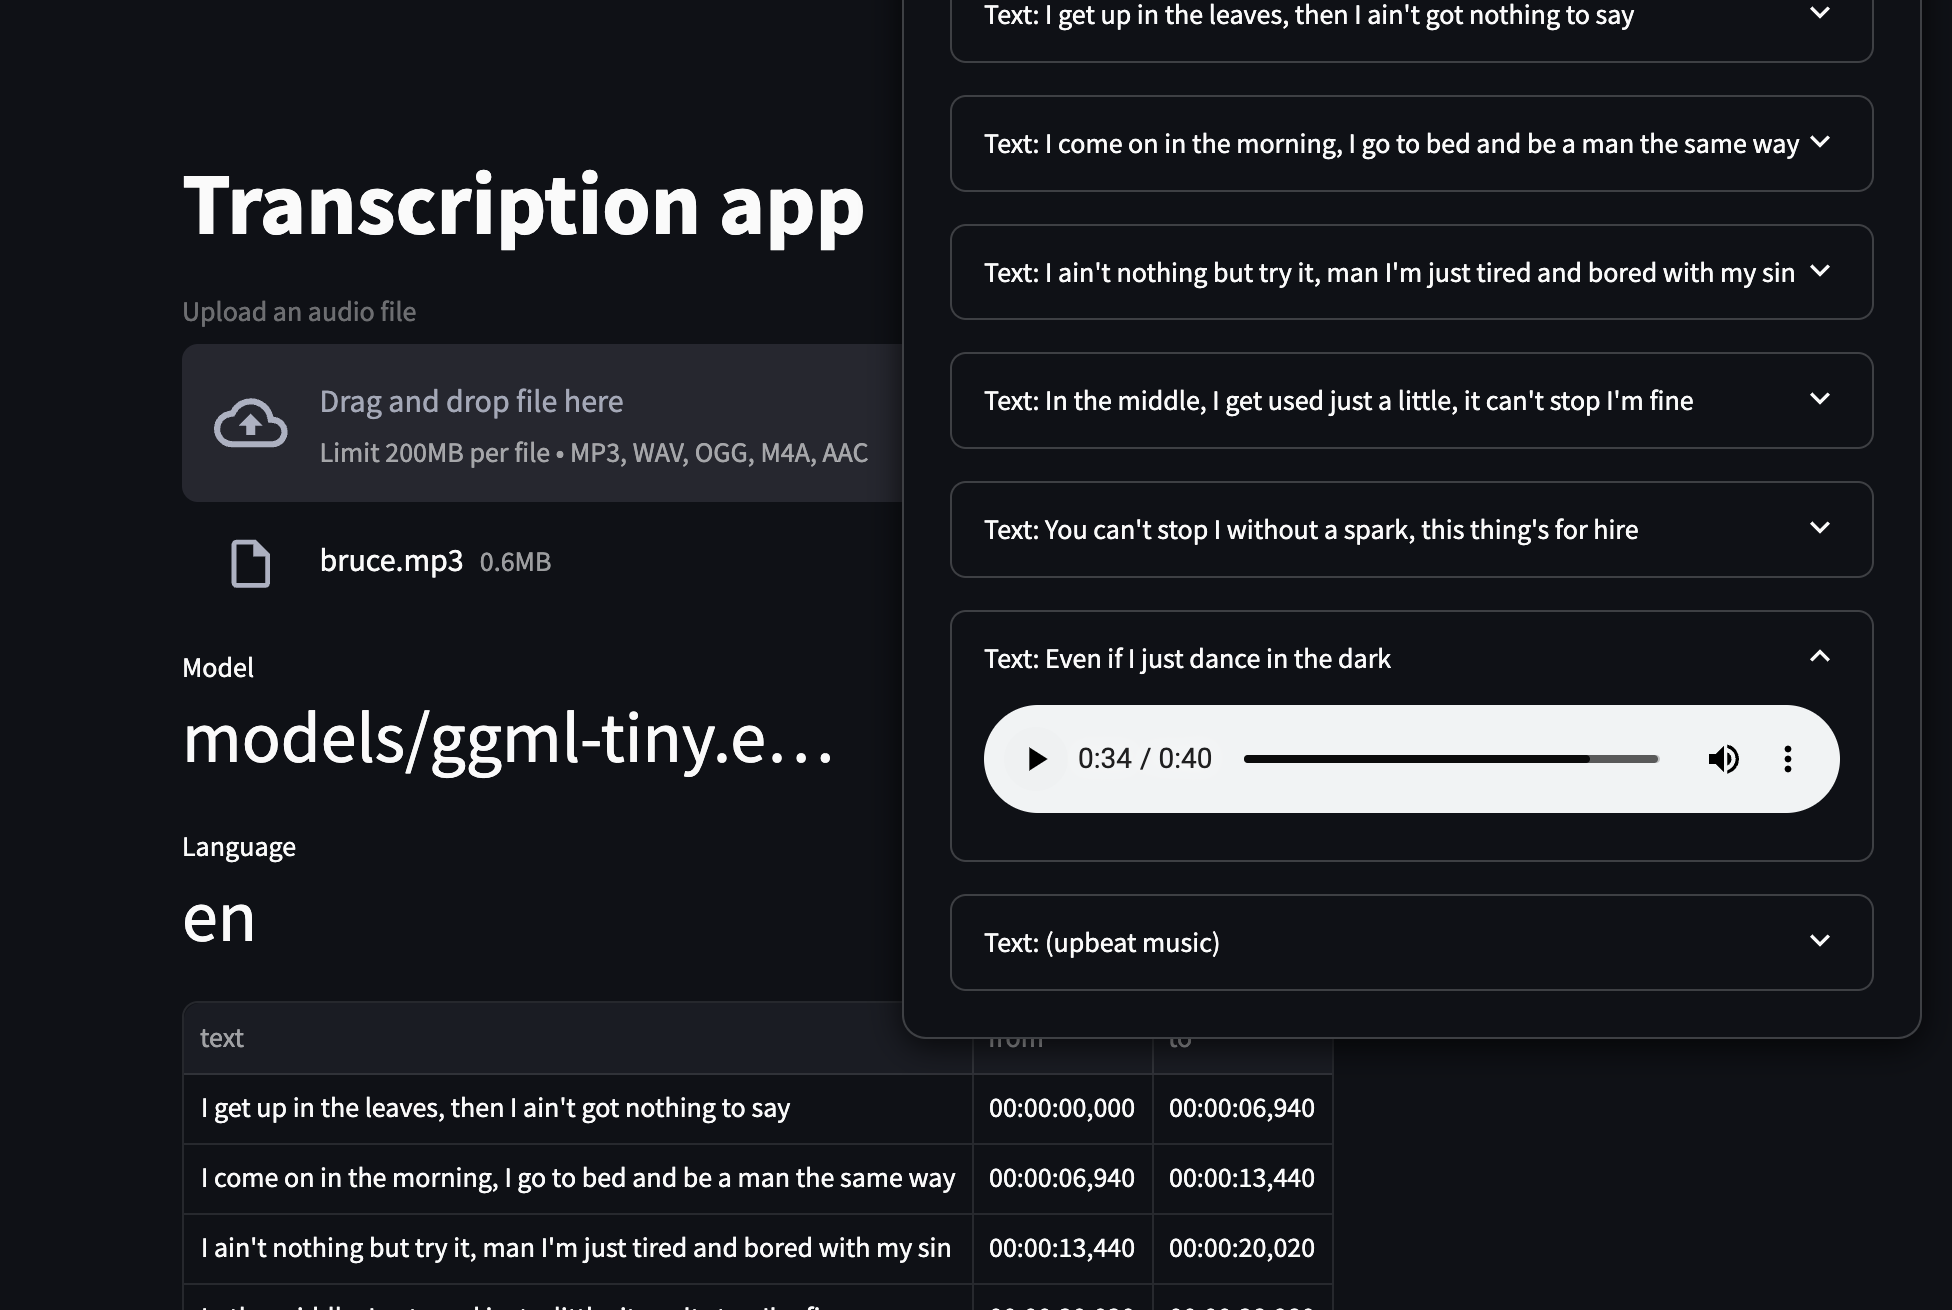 Transcription app
Upload an audio file
Drag and drop file here
Limit 200MB per file • MP3, WAV, OGG, M4A, AAC
bruce.mp3 0.6MB
Model
models/ggml-tiny.e...
Language
en
Text: I get up in the leaves, then I ain't got nothing to say
Text: I come on in the morning, I go to bed and be a man the same way
Text: I ain't nothing but try it, man I'm just tired and bored with my sin
Text: In the middle, I get used just a little, it can't stop I'm fine
Text: You can't stop I without a spark, this thing's for hire
Text: Even if I just dance in the dark
0:34 / 0:40
Text: (upbeat music)
text from to
I get up in the leaves, then I ain't got nothing to say 00:00:00,000 00:00:06,940
I come on in the morning, I go to bed and be a man the same way 00:00:06,940 00:00:13,440
I ain't nothing but try it, man I'm just tired and bored with my sin 00:00:13,440 00:00:20,020